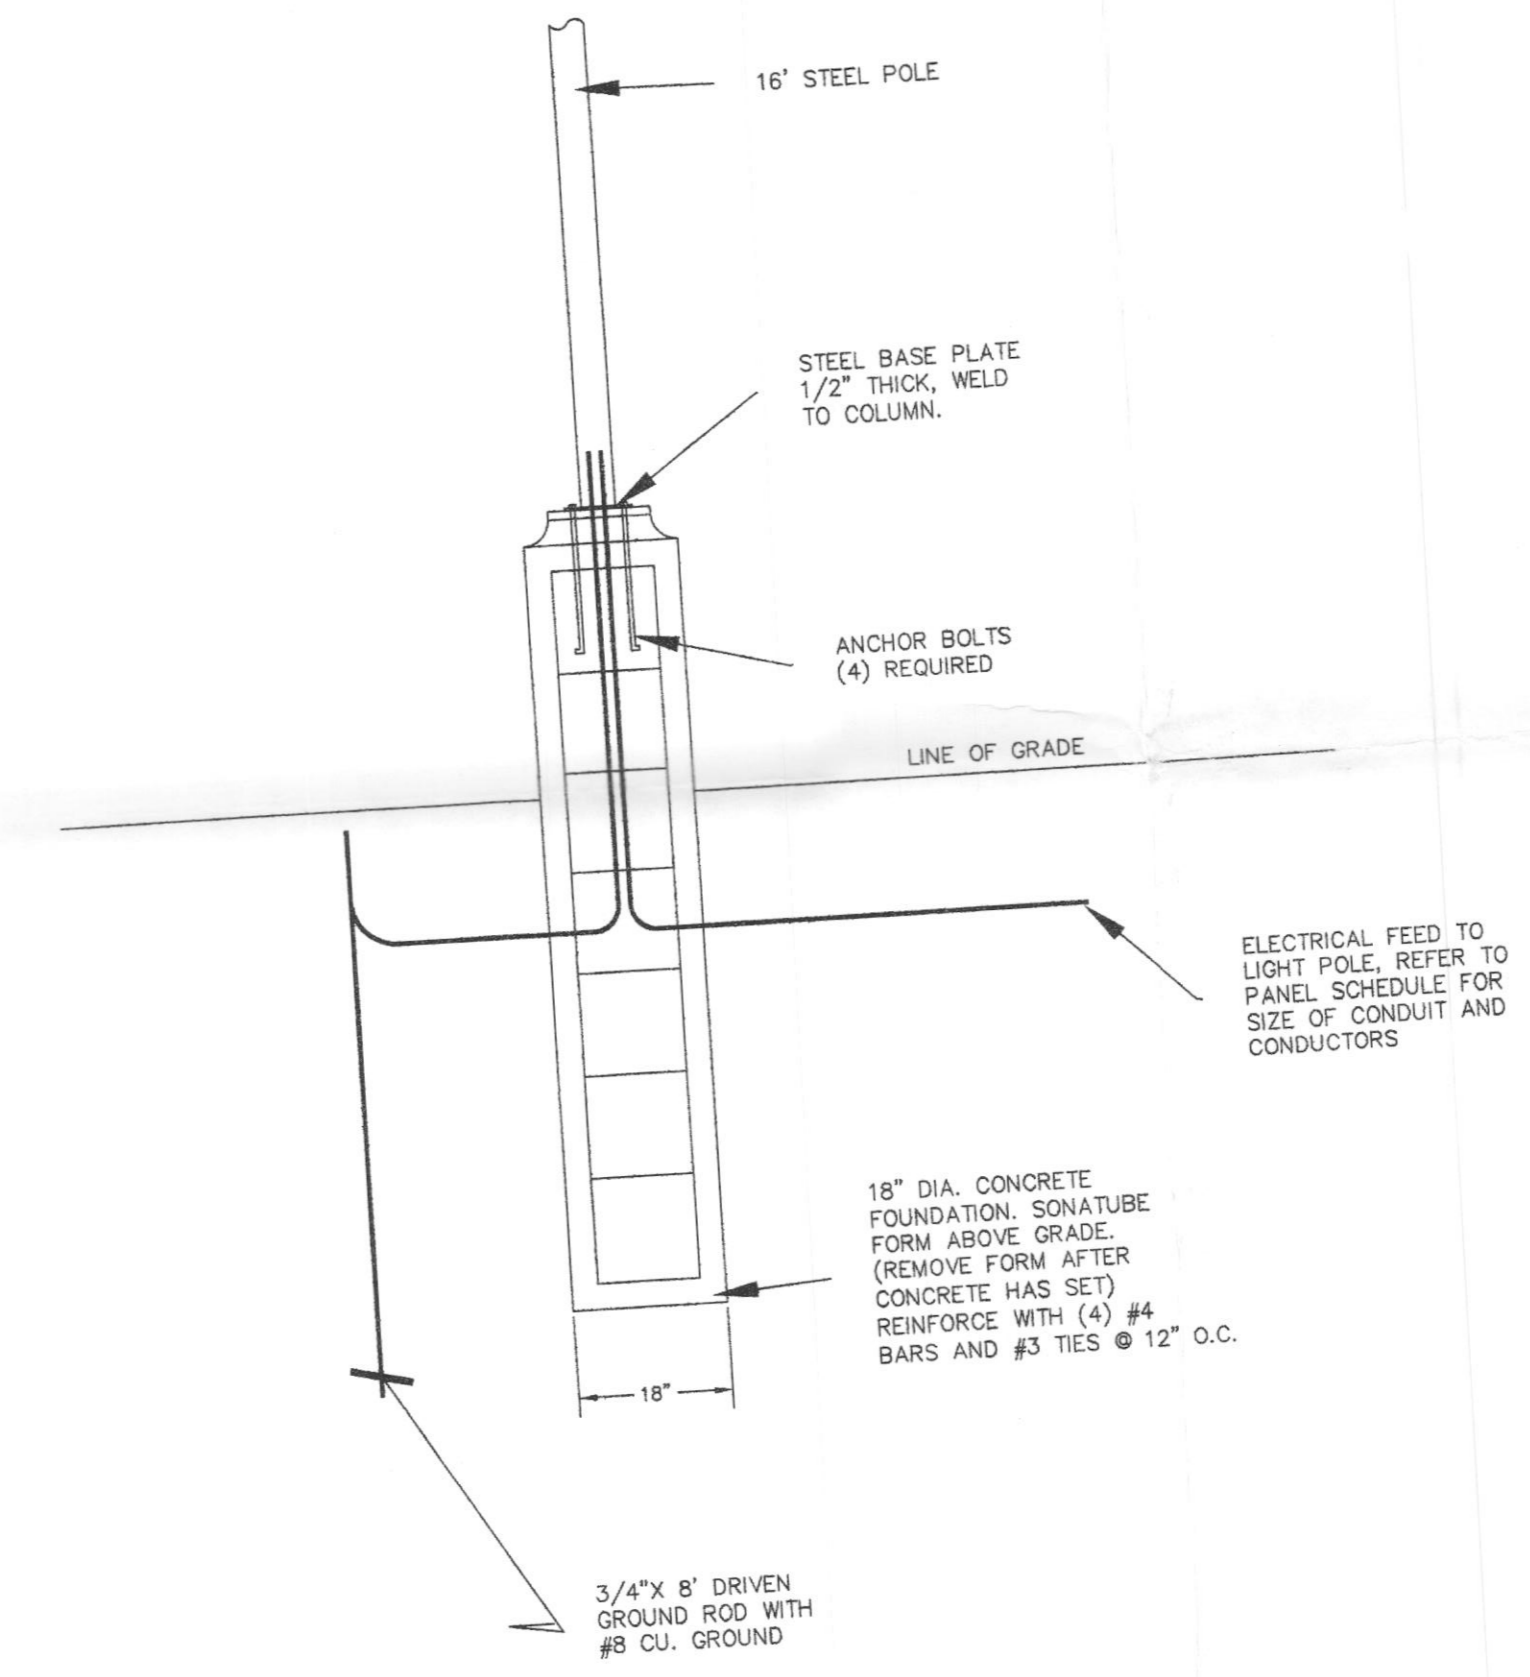 16' STEEL POLE
STEEL BASE PLATE
1/2" THICK, WELD
TO COLUMN.
ANCHOR BOLTS
(4) REQUIRED
LINE OF GRADE
ELECTRICAL FEED TO
LIGHT POLE, REFER TO
PANEL SCHEDULE FOR
SIZE OF CONDUIT AND
CONDUCTORS
18" DIA. CONCRETE
FOUNDATION. SONATUBE
FORM ABOVE GRADE.
(REMOVE FORM AFTER
CONCRETE HAS SET)
REINFORCE WITH (4) #4
BARS AND #3 TIES @ 12" O.C.
18"
3/4"X 8' DRIVEN
GROUND ROD WITH
#8 CU. GROUND